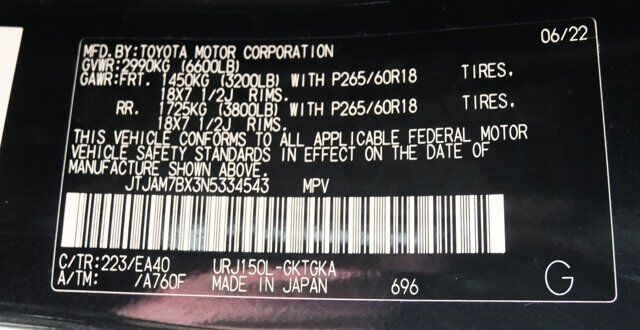 06/22
MFD.BY:TOYOTA MOTOR CORPORATION
GVWR:2990KG (6600LB)
GAWR:FRT. 1450KG (3200LB) WITH P265/60R18 TIRES,
18X7 1/2J RIMS.
RR. 1725KG (3800LB) WITH P265/60R18 TIRES,
18X7 1/2J RIMS.
THIS VEHICLE CONFORMS TO ALL APPLICABLE FEDERAL MOTOR
VEHICLE SAFETY STANDARDS IN EFFECT ON THE DATE OF
MANUFACTURE SHOWN ABOVE.
JTJAM7BX3N5334543 MPV
C/TR:223/EA40 URJ150L-GKTGKA
A/TM: /A760F MADE IN JAPAN 696 G